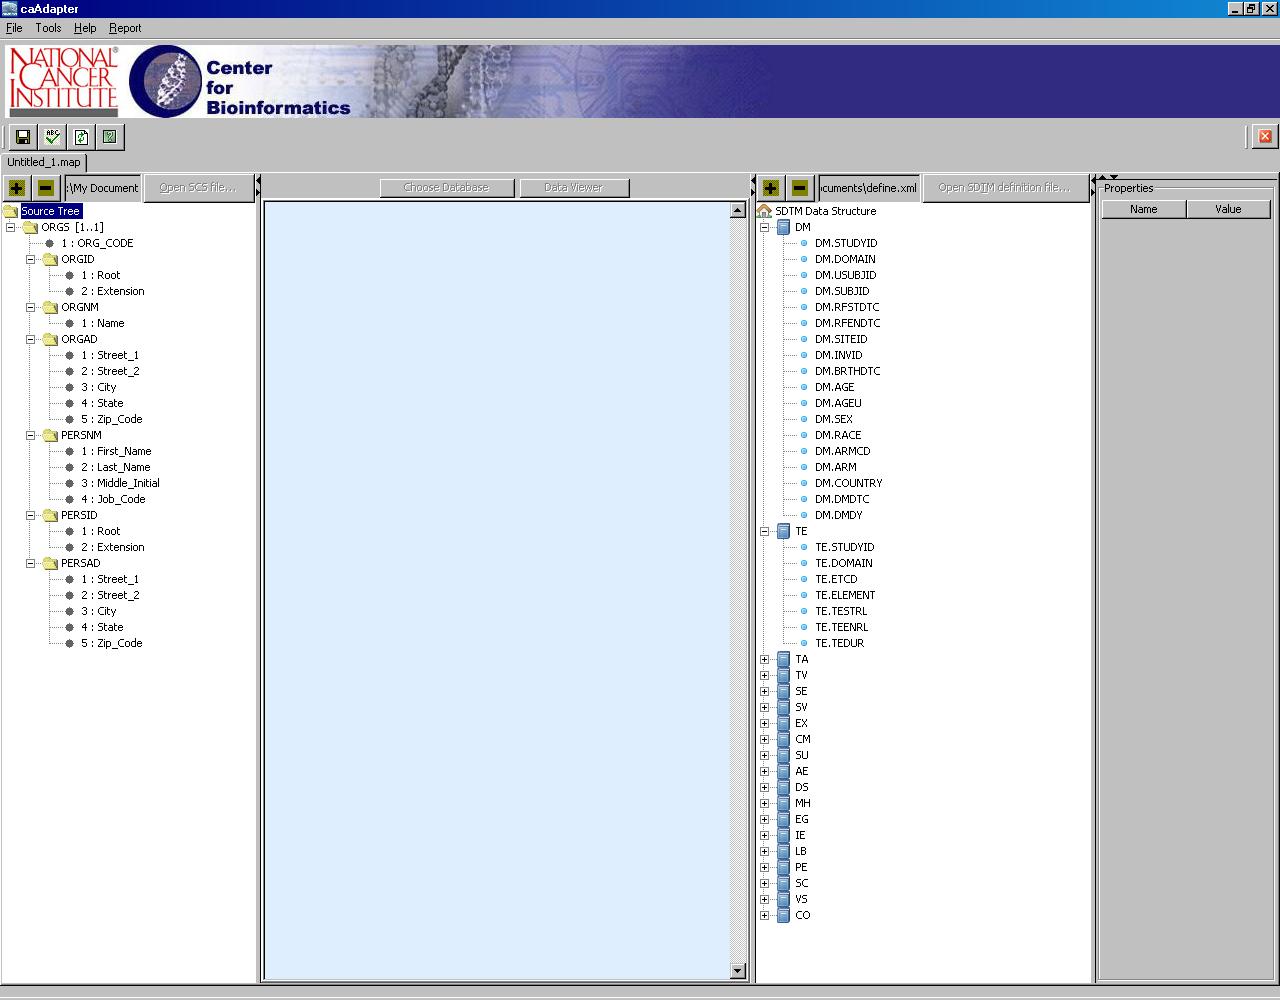 caAdapter
File Tools Help Report
NATIONAL
CANCER
INSTITUTE
®
Center
for
Bioinformatics
ABC
Untitled_1.map
:\My Document
Open SCS file...
Choose Database
Data Viewer
cuments\define.xml
Open SDTM definition file...
Properties
Name Value
Source Tree
ORGS [1..1]
1 : ORG_CODE
ORGID
1 : Root
2 : Extension
ORGNM
1 : Name
ORGAD
1 : Street_1
2 : Street_2
3 : City
4 : State
5 : Zip_Code
PERSNM
1 : First_Name
2 : Last_Name
3 : Middle_Initial
4 : Job_Code
PERSID
1 : Root
2 : Extension
PERSAD
1 : Street_1
2 : Street_2
3 : City
4 : State
5 : Zip_Code
SDTM Data Structure
DM
DM.STUDYID
DM.DOMAIN
DM.USUBJID
DM.SUBJID
DM.RFSTDTC
DM.RFENDTC
DM.SITEID
DM.INVID
DM.BRTHDTC
DM.AGE
DM.AGEU
DM.SEX
DM.RACE
DM.ARMCD
DM.ARM
DM.COUNTRY
DM.DMDTC
DM.DMDY
TE
TE.STUDYID
TE.DOMAIN
TE.ETCD
TE.ELEMENT
TE.TESTRL
TE.TEENRL
TE.TEDUR
TA
TV
SE
SV
EX
CM
SU
AE
DS
MH
EG
IE
LB
PE
SC
VS
CO